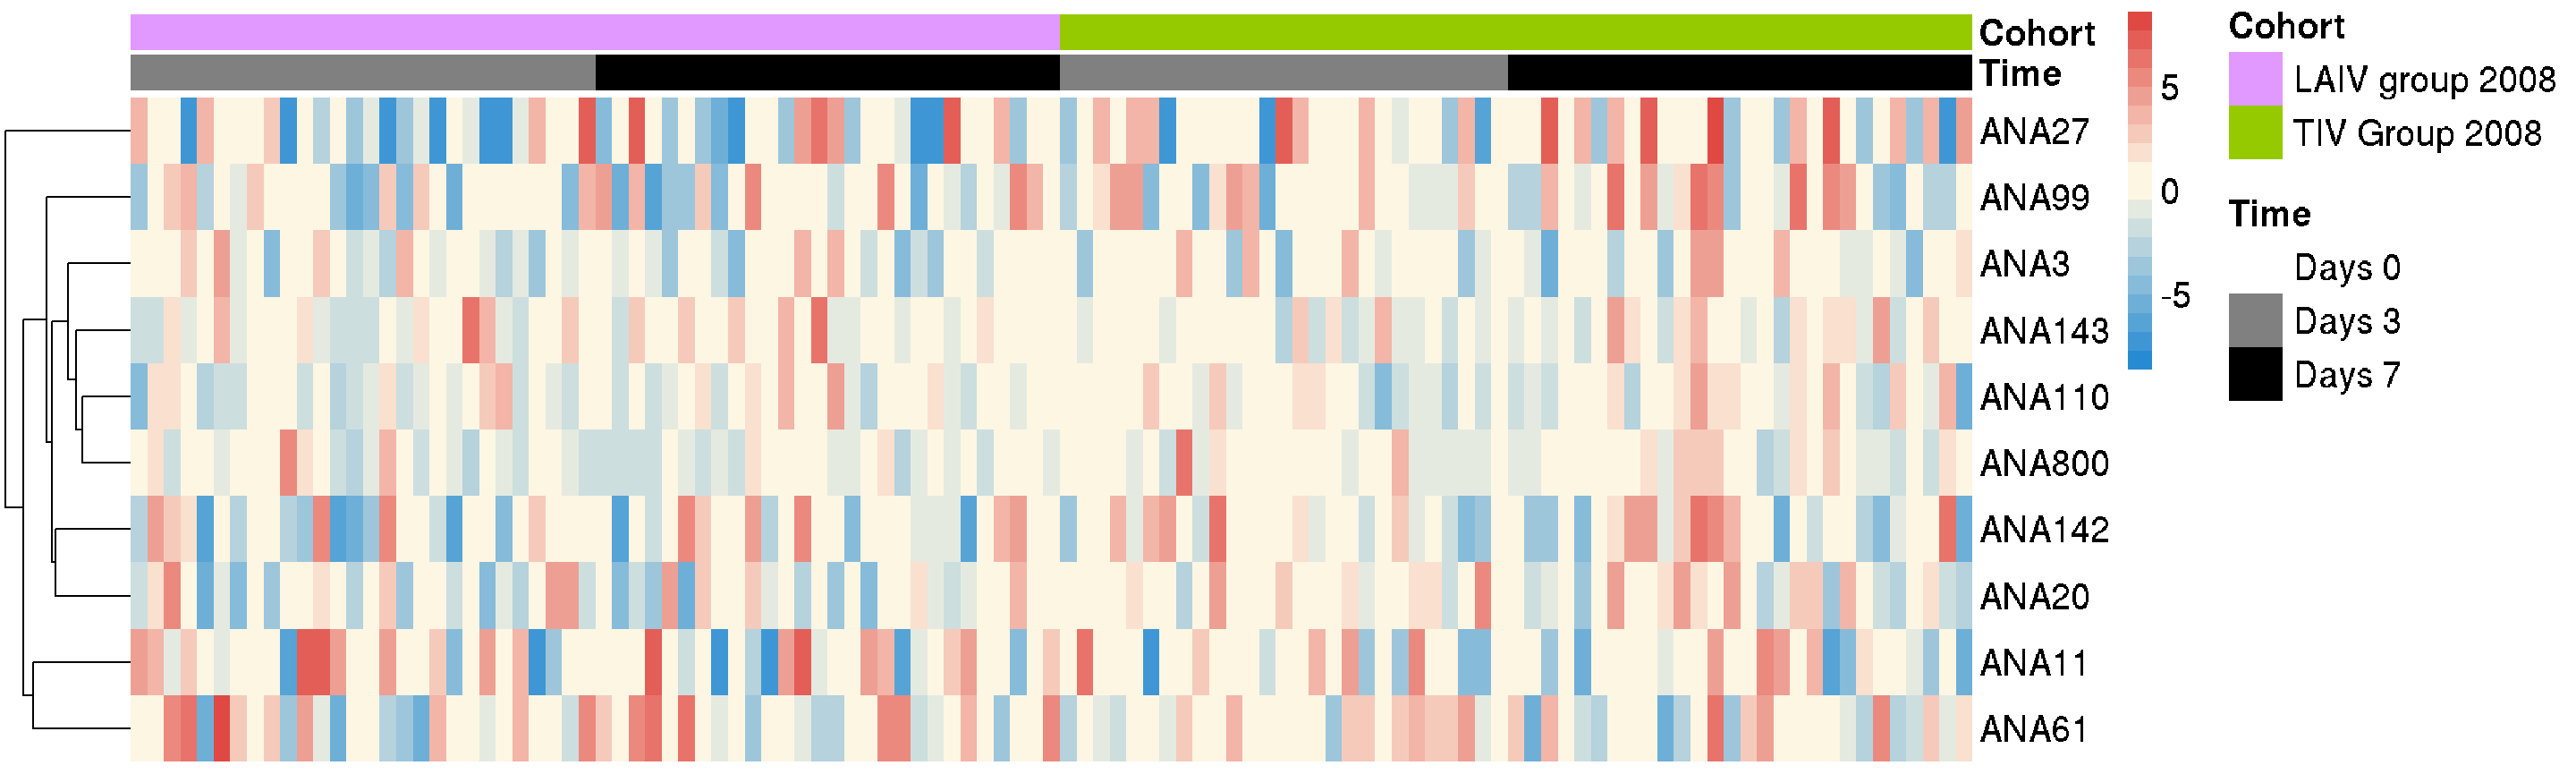 Cohort
Time
ANA27
ANA99
ANA3
ANA143
ANA110
ANA800
ANA142
ANA20
ANA11
ANA61
5
0
-5
Cohort
LAIV group 2008
TIV Group 2008
Time
Days 0
Days 3
Days 7